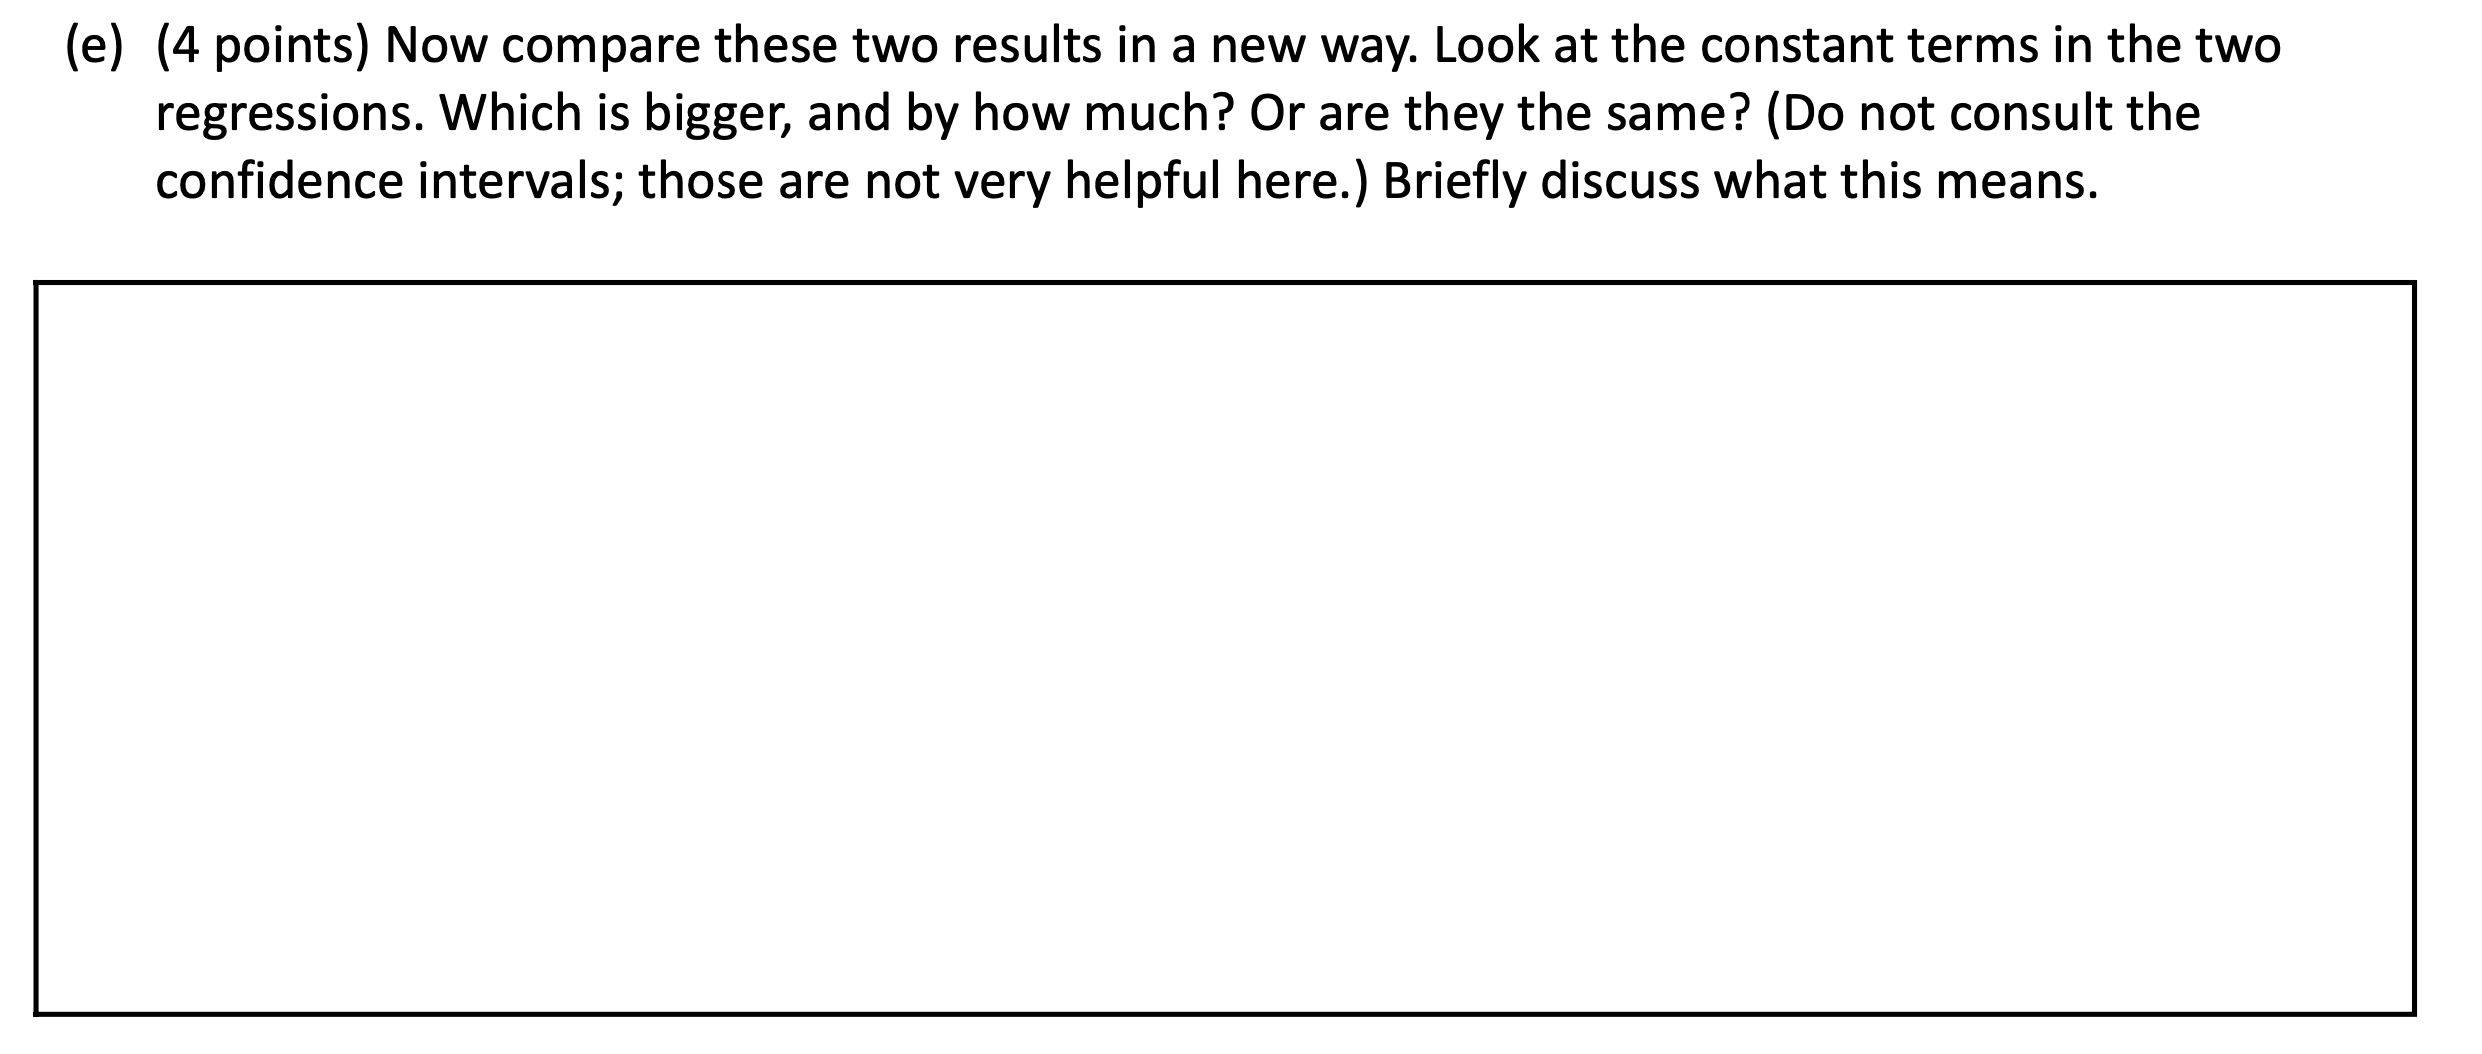 (e) (4 points) Now compare these two results in a new way. Look at the constant terms in the two
regressions. Which is bigger, and by how much? Or are they the same? (Do not consult the
confidence intervals; those are not very helpful here.) Briefly discuss what this means.